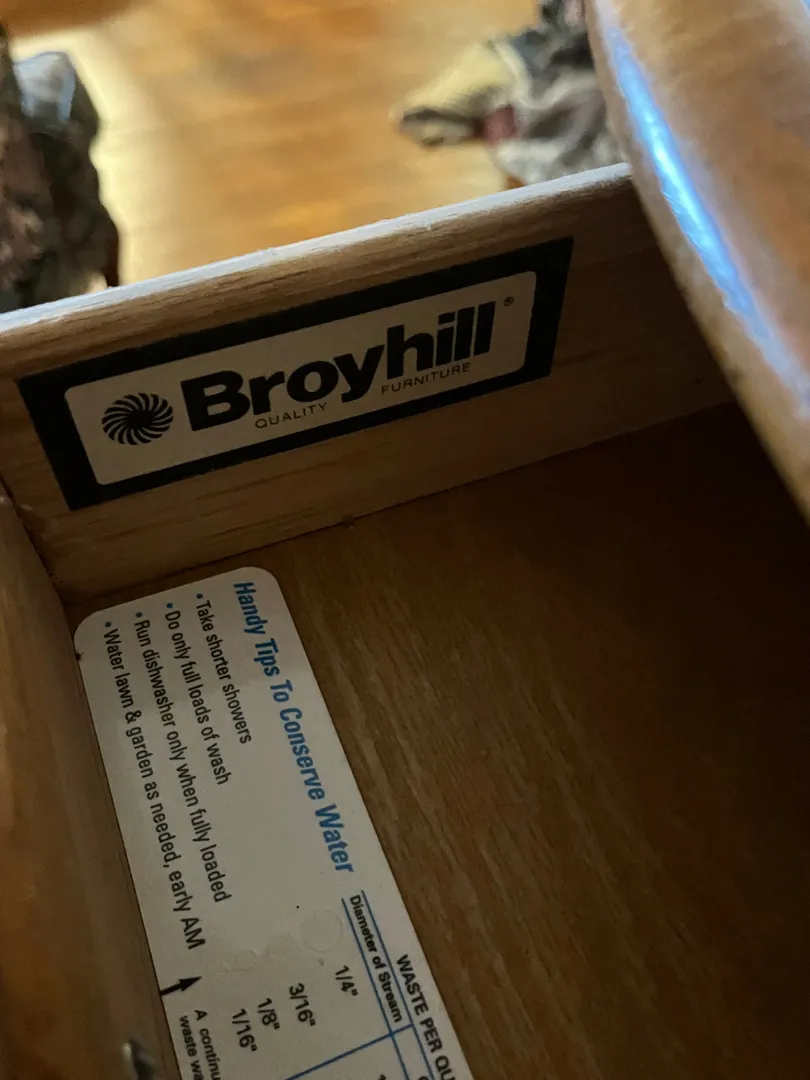 Broyhill®
QUALITY FURNITURE
Handy Tips To Conserve Water
• Take shorter showers
• Do only full loads of wash
• Run dishwasher only when fully loaded
• Water lawn & garden as needed, early AM
WASTE PER
Diameter of Stream
1/4"
3/16"
1/8"
1/16"
A
waste